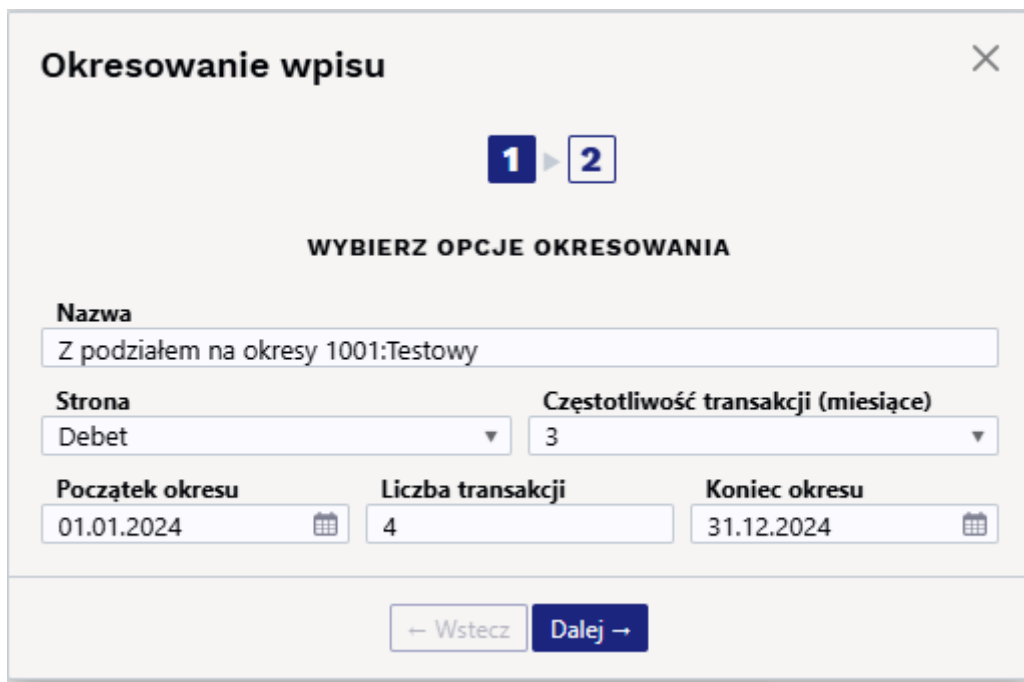 Okresowanie wpisu
1 2
WYBIERZ OPCJE OKRESOWANIA
Nazwa
Z podziałem na okresy 1001:Testowy
Strona Częstotliwość transakcji (miesiące)
Debet 3
Początek okresu Liczba transakcji Koniec okresu
01.01.2024 4 31.12.2024
← Wstecz Dalej →